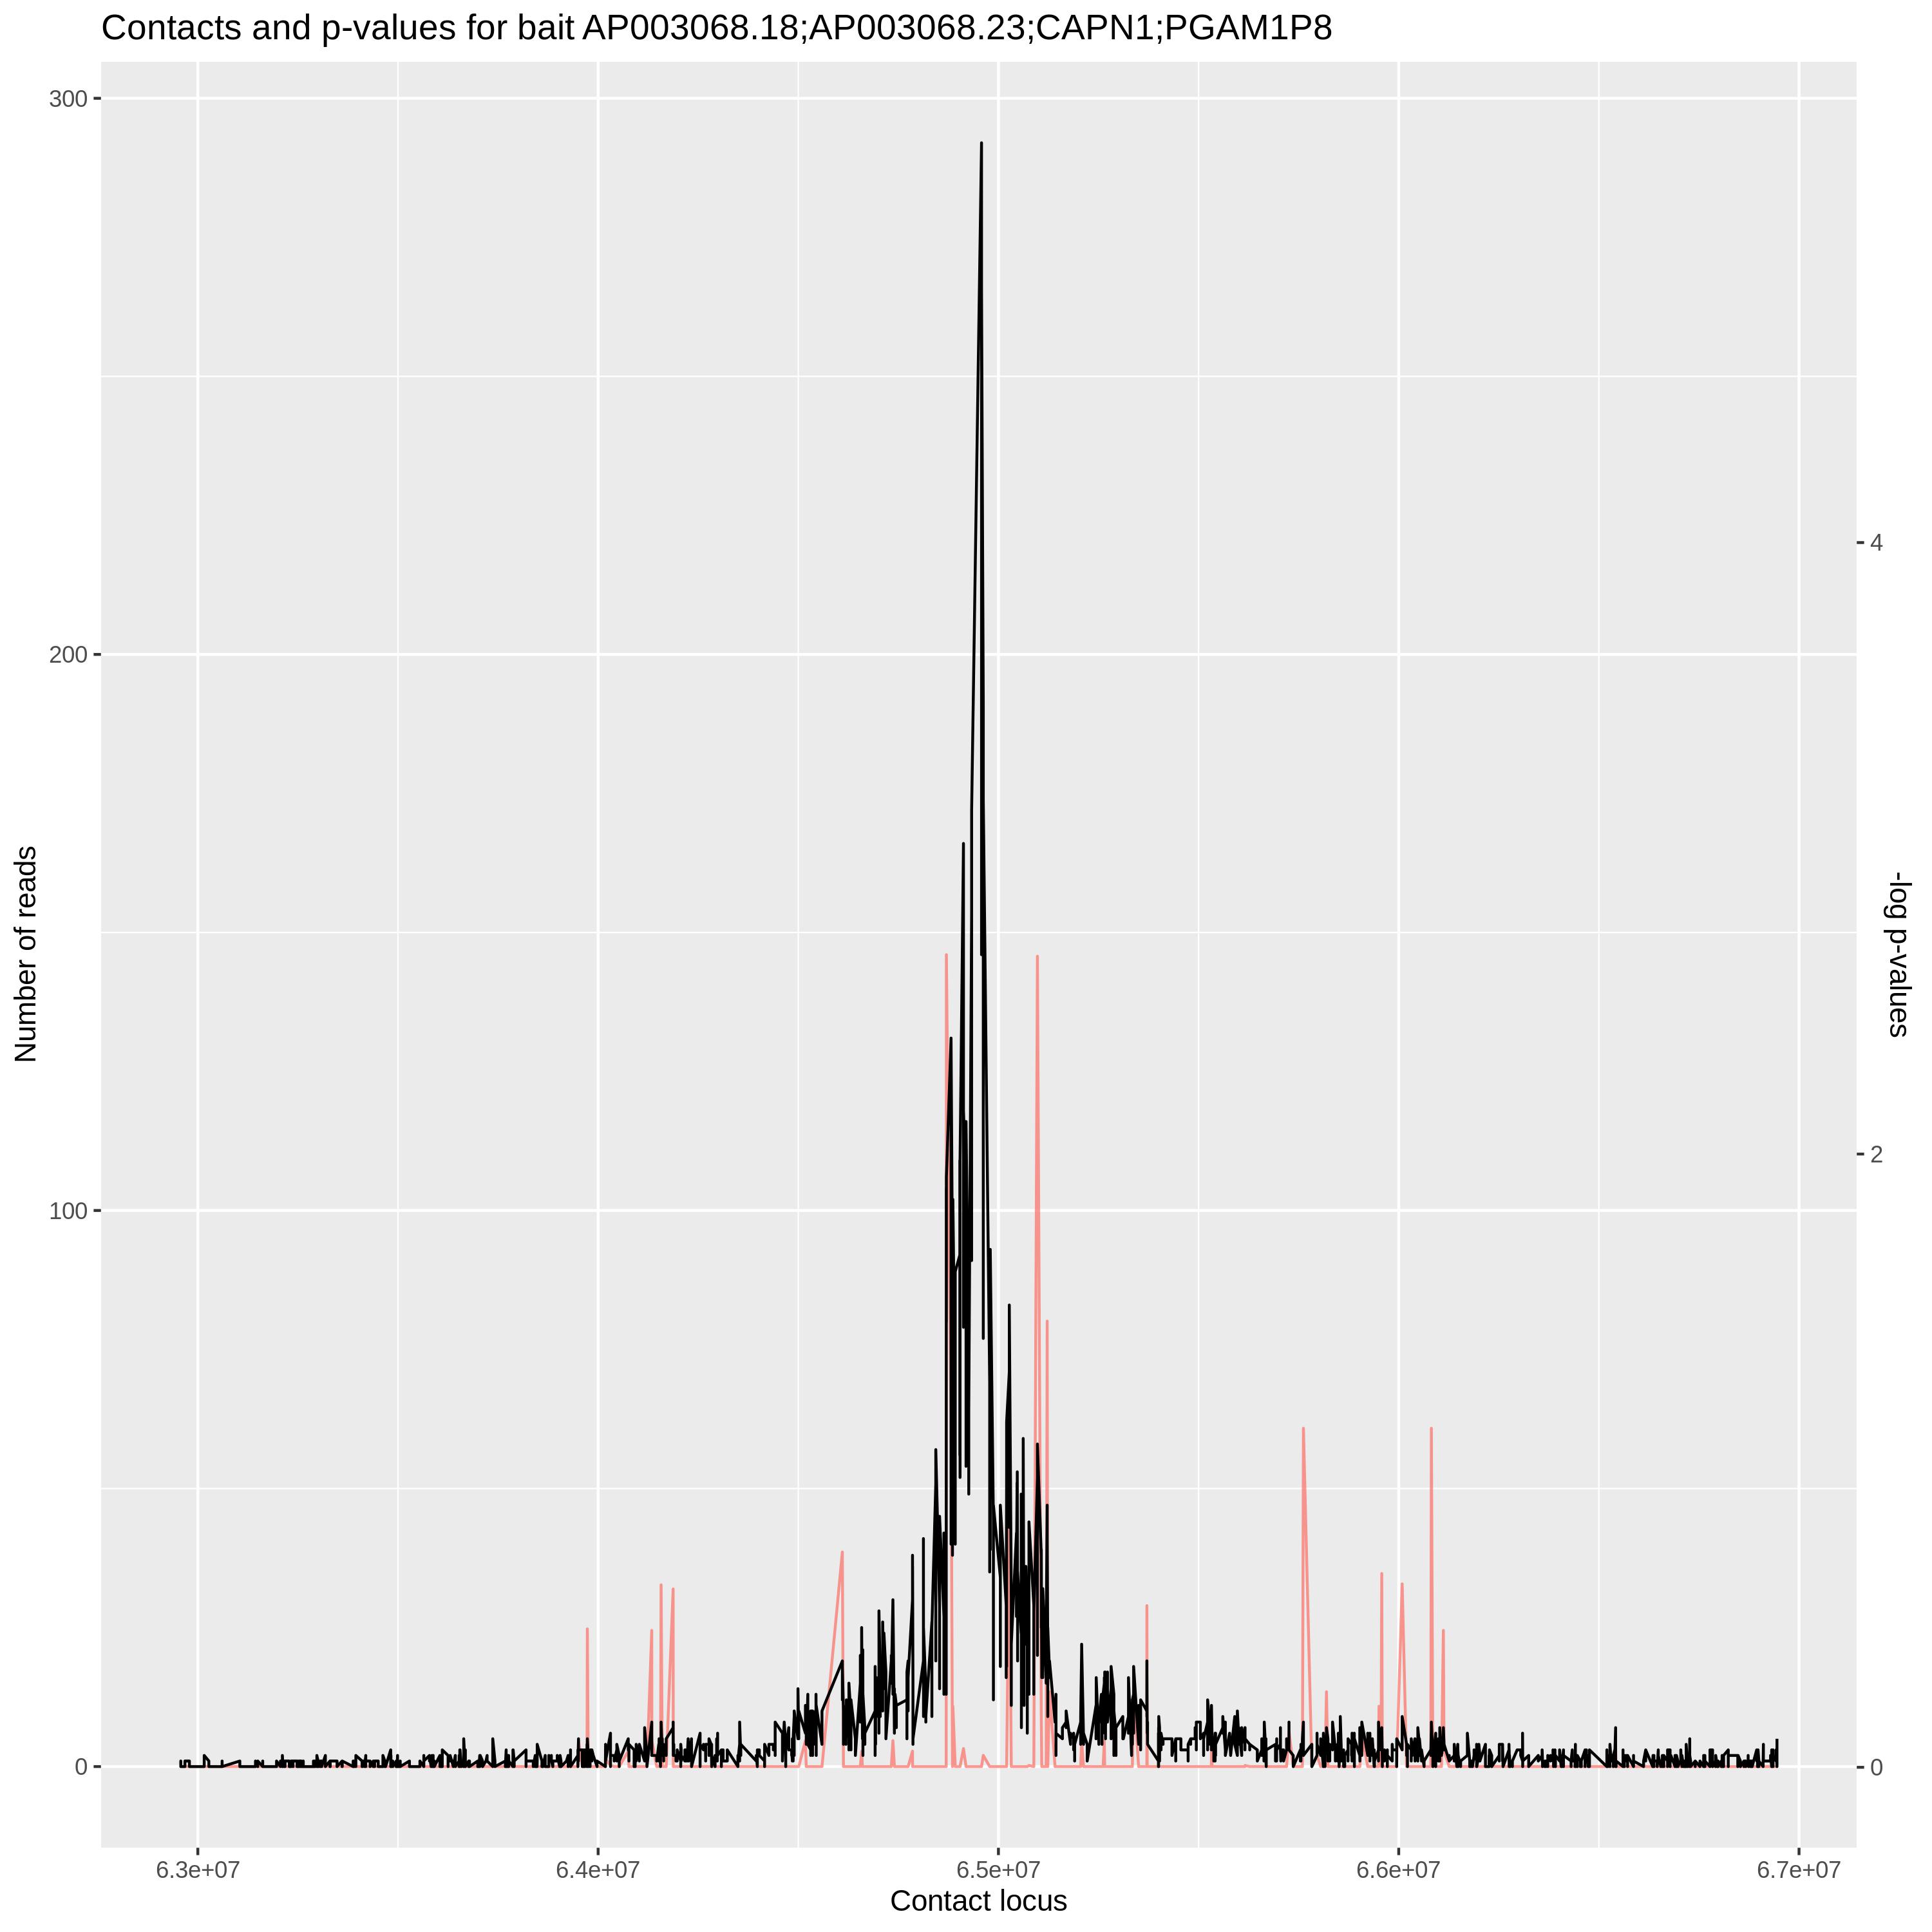 Contacts and p-values for bait AP003068.18;AP003068.23;CAPN1;PGAM1P8
300
200
100
0
Number of reads
4
2
0
-log p-values
6.3e+07 6.4e+07 6.5e+07 6.6e+07 6.7e+07
Contact locus